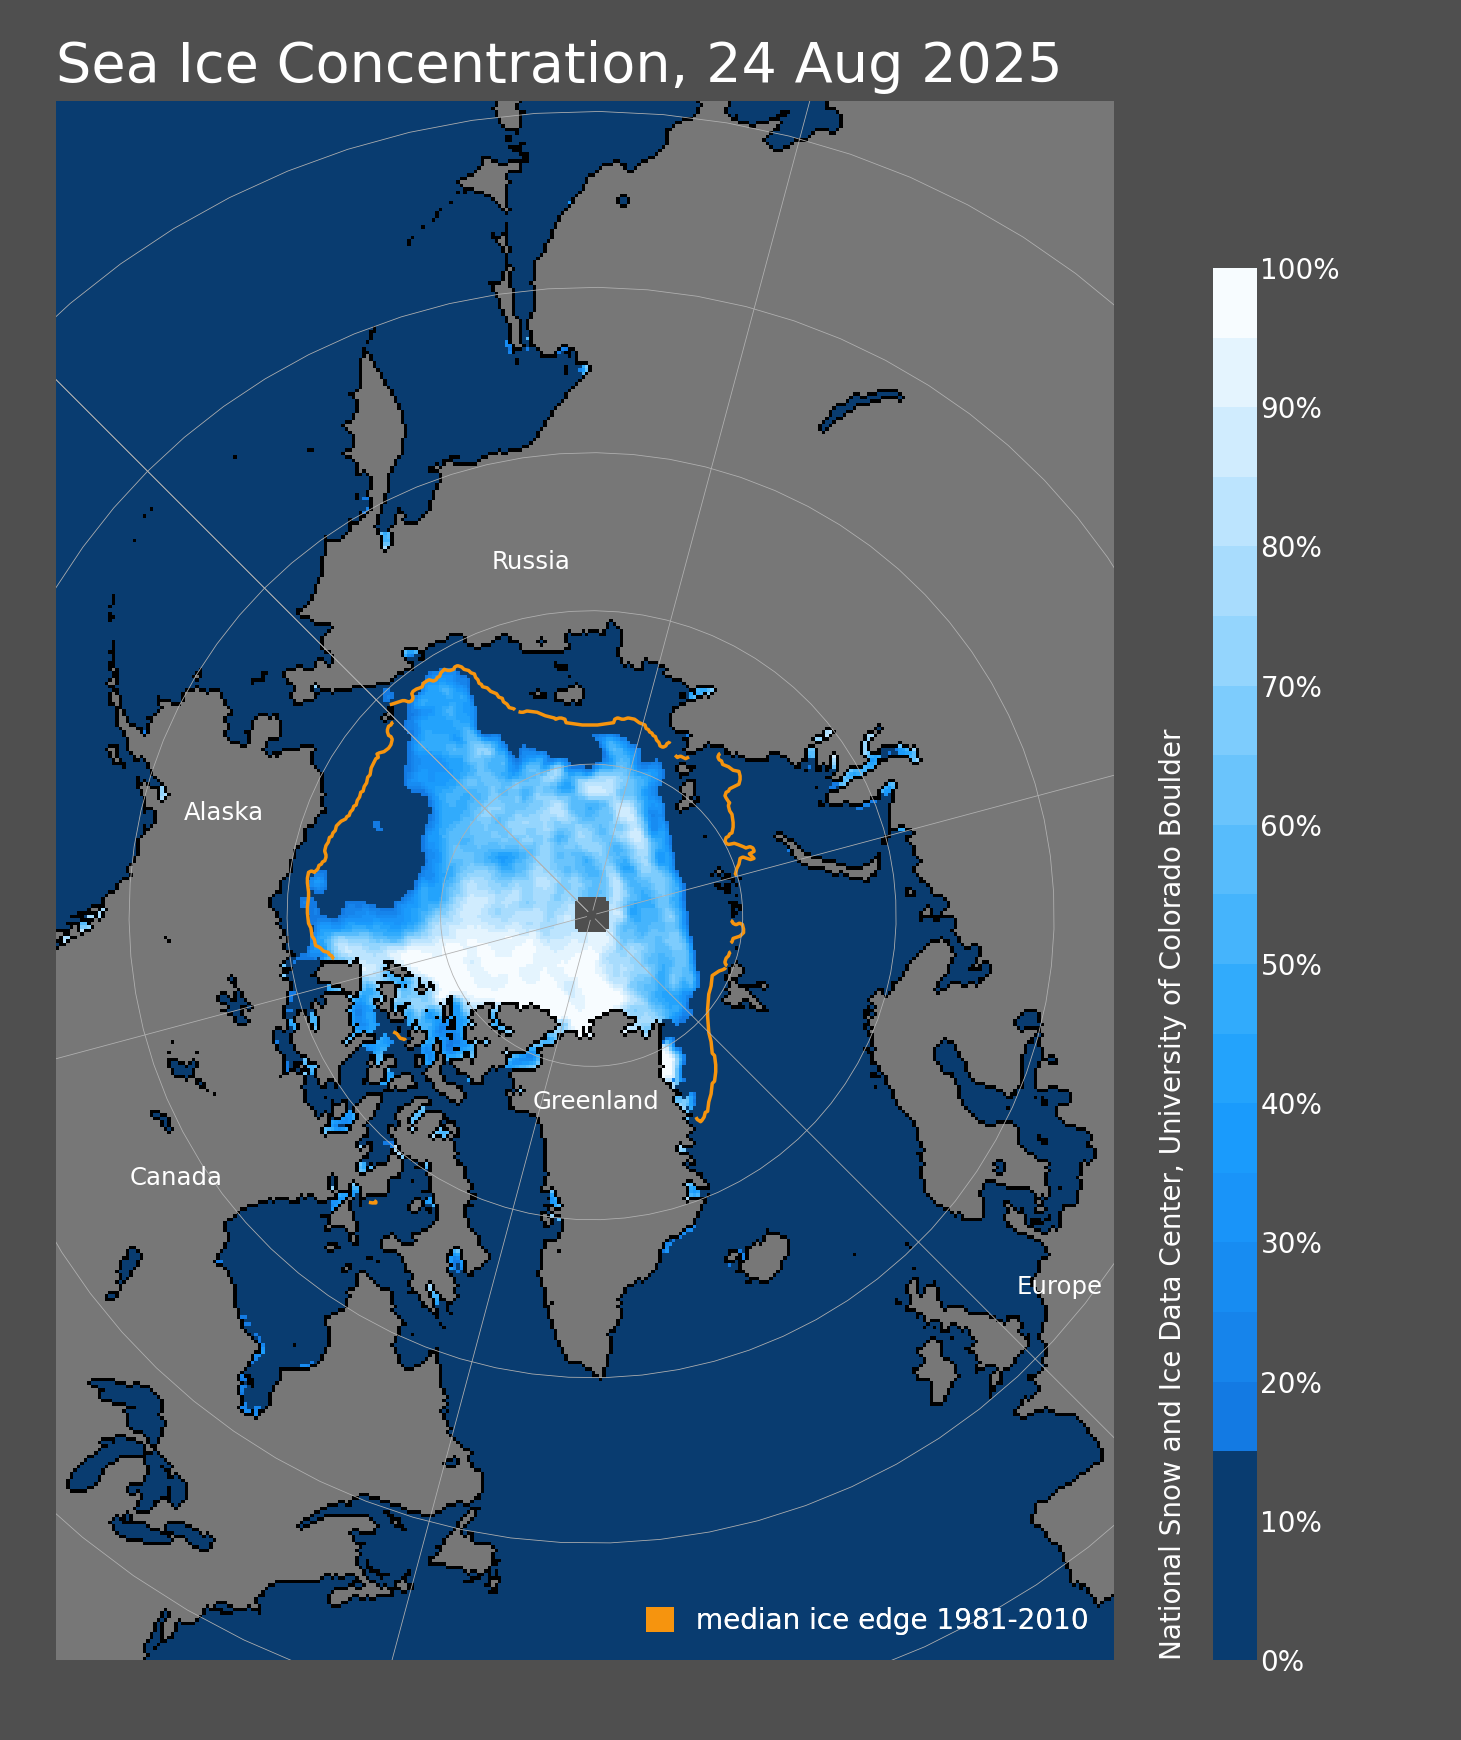 Sea Ice Concentration, 24 Aug 2025
Russia
Alaska
Greenland
Canada
Europe
median ice edge 1981-2010
National Snow and Ice Data Center, University of Colorado Boulder
100%
90%
80%
70%
60%
50%
40%
30%
20%
10%
0%